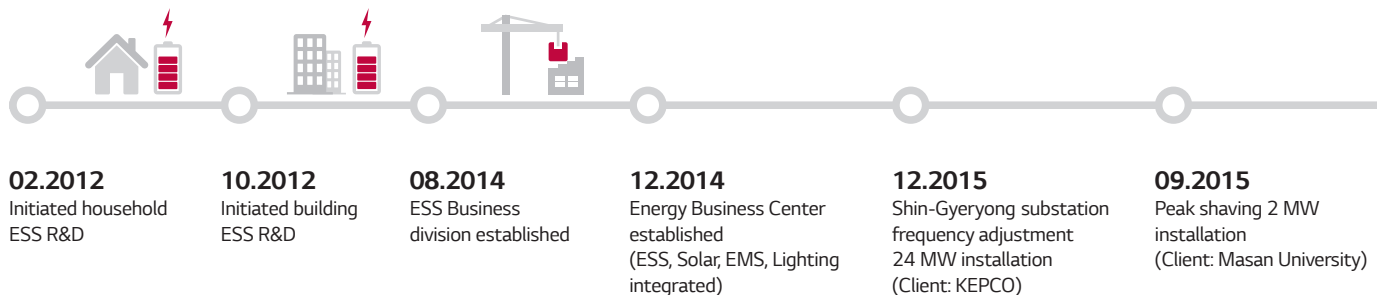 02.2012
Initiated household
ESS R&D
10.2012
Initiated building
ESS R&D
08.2014
ESS Business
division established
12.2014
Energy Business Center
established
(ESS, Solar, EMS, Lighting
integrated)
12.2015
Shin-Gyeryong substation
frequency adjustment
24 MW installation
(Client: KEPCO)
09.2015
Peak shaving 2 MW
installation
(Client: Masan University)